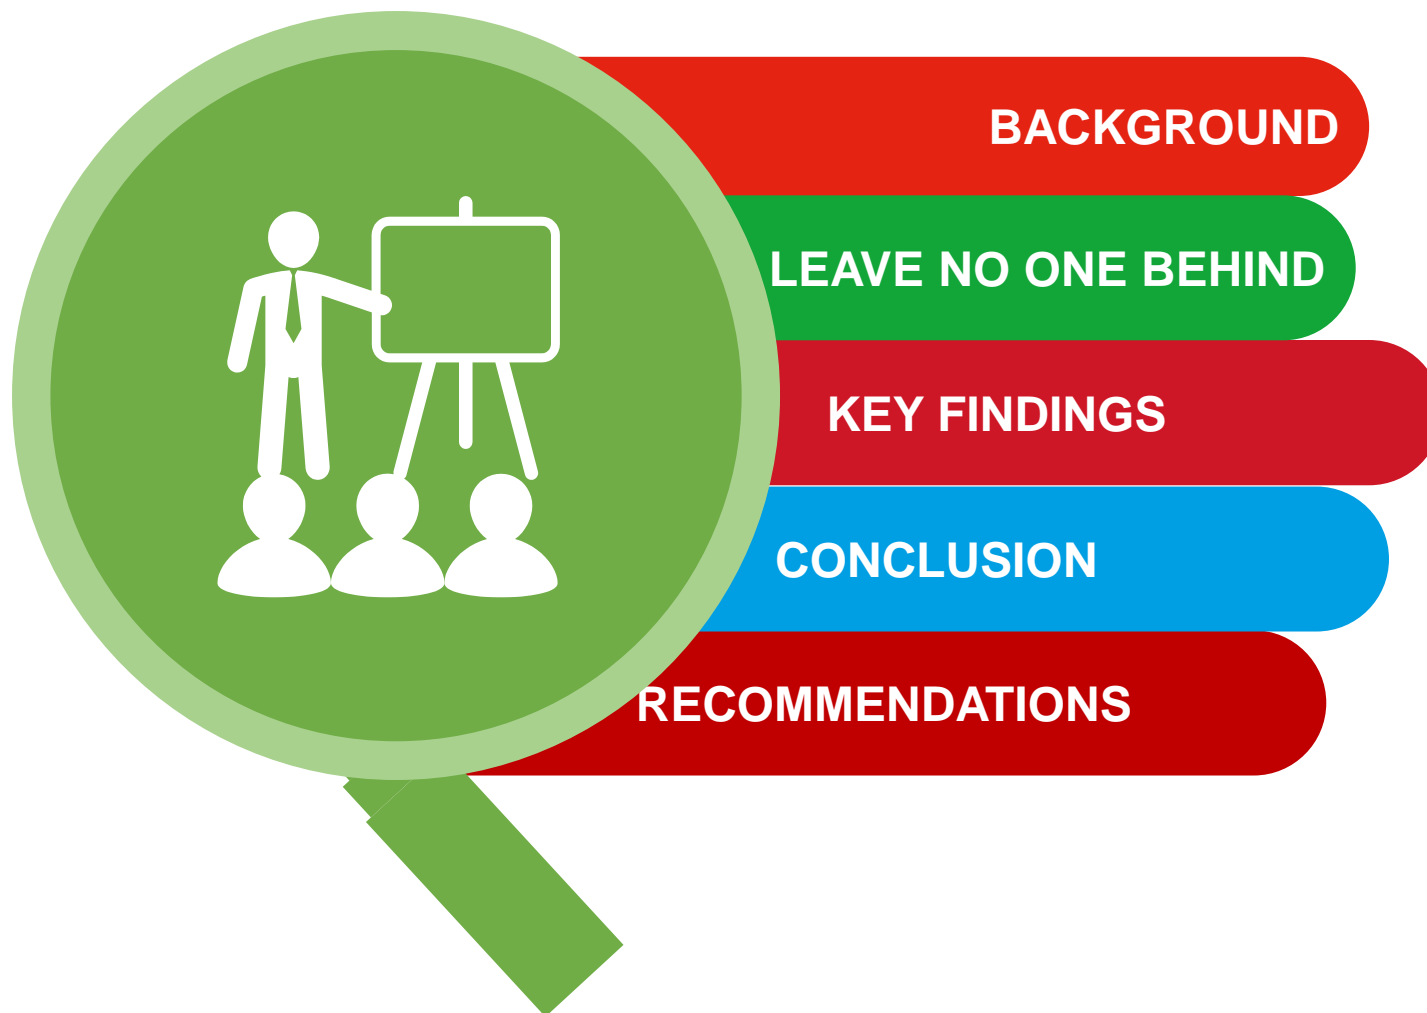 BACKGROUND
LEAVE NO ONE BEHIND
KEY FINDINGS
CONCLUSION
RECOMMENDATIONS